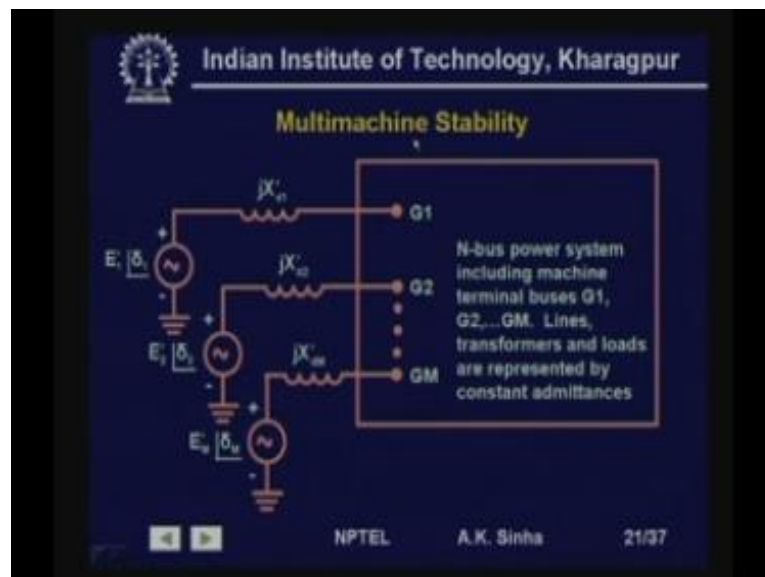 Indian Institute of Technology, Kharagpur
Multimachine Stability
jX'd1
G1
E'1 δ1
jX'd2
G2
E'2 δ2
jX'dM
GM
E'M δM
N-bus power system
including machine
terminal buses G1,
G2,...GM. Lines,
transformers and loads
are represented by
constant admittances
NPTEL A.K. Sinha 21/37